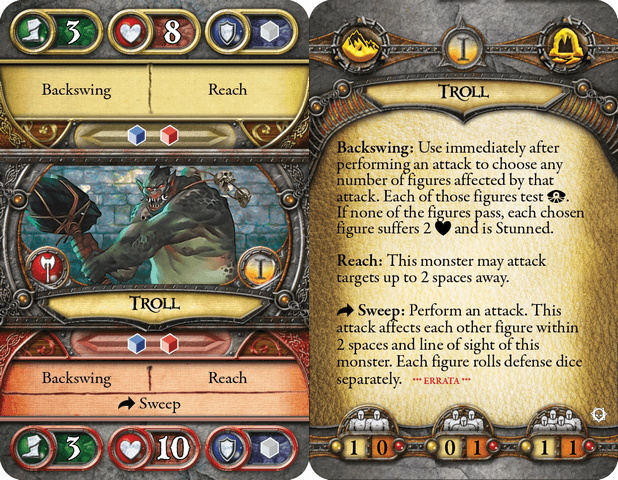 3 8
Backswing Reach
I
TROLL
Backswing Reach
Sweep
3 10
I
TROLL
Backswing: Use immediately after
performing an attack to choose any
number of figures affected by that
attack. Each of those figures test .
If none of the figures pass, each chosen
figure suffers 2 and is Stunned.
Reach: This monster may attack
targets up to 2 spaces away.
Sweep: Perform an attack. This
attack affects each other figure within
2 spaces and line of sight of this
monster. Each figure rolls defense dice
separately. *** ERRATA ***
1 0 0 1 1 1